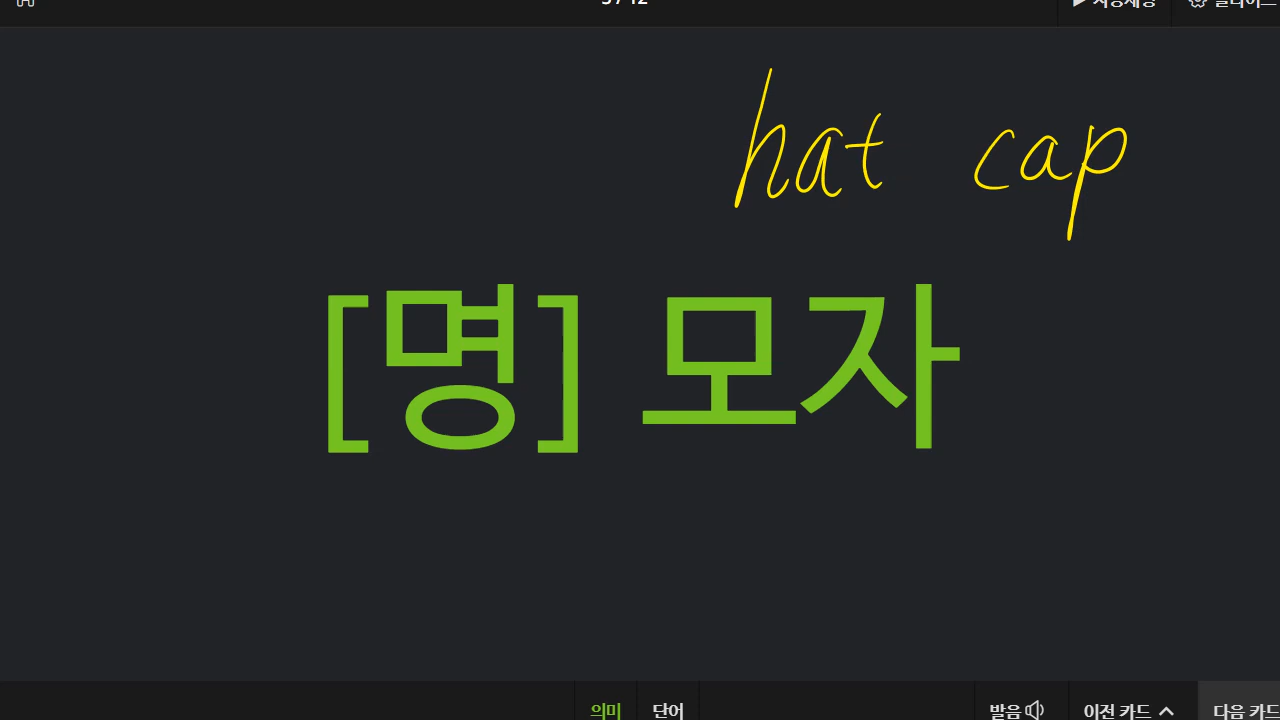 hat cap
[명] 모자
의미 단어 발음 이전 카드 다음 카드